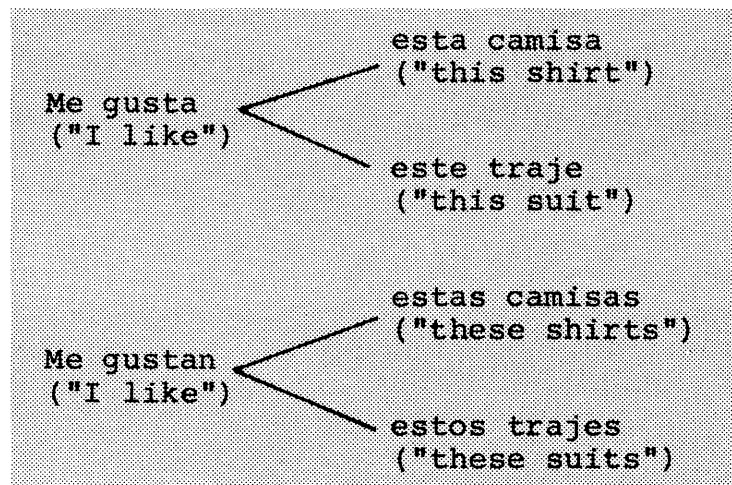 esta camisa
("this shirt")
Me gusta
("I like")
este traje
("this suit")
estas camisas
("these shirts")
Me gustan
("I like")
estos trajes
("these suits")